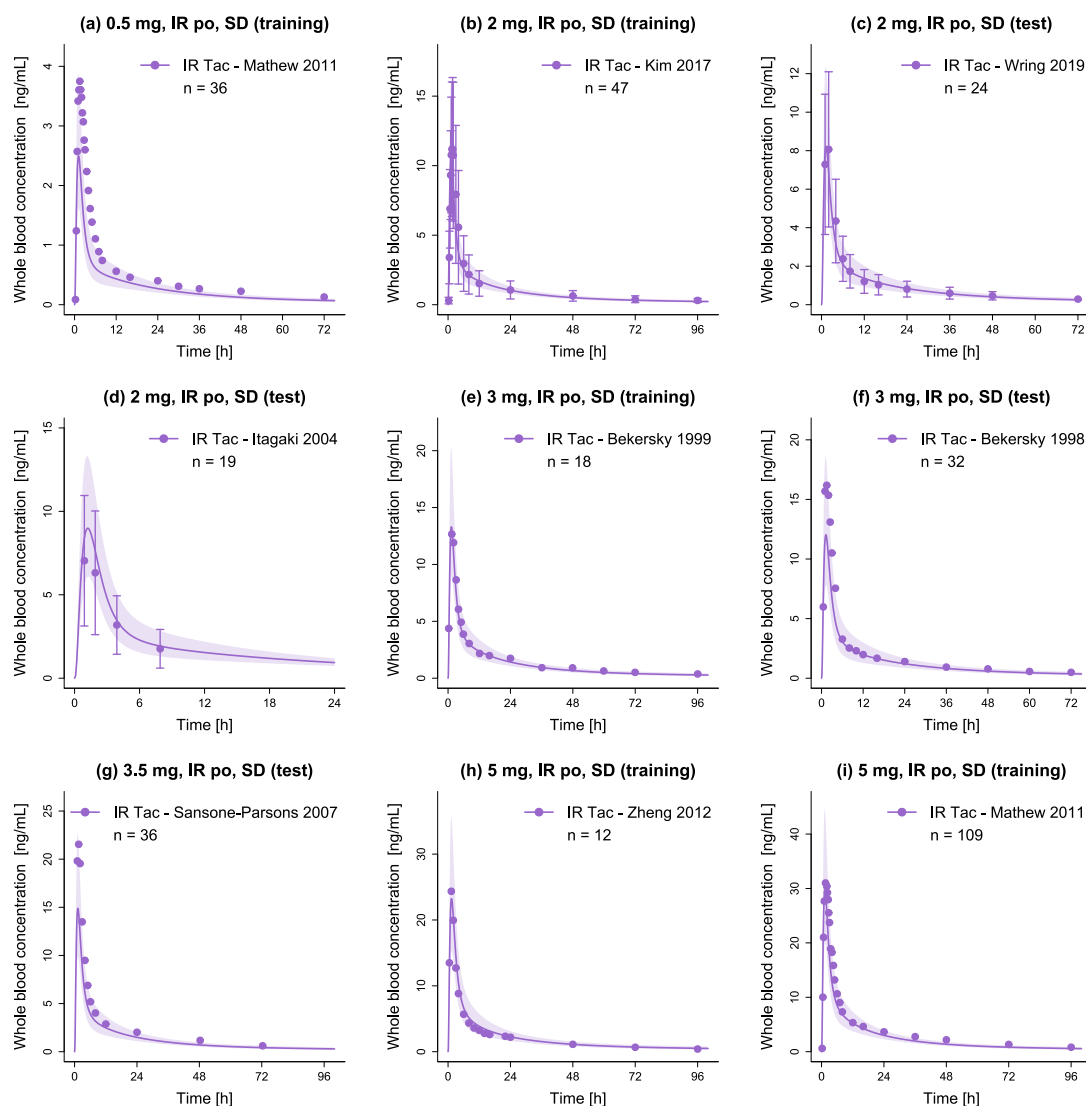 (a) 0.5 mg, IR po, SD (training)
Whole blood concentration [ng/mL]
0
1
2
3
4
IR Tac - Mathew 2011
n = 36
0 12 24 36 48 60 72
Time [h]
(b) 2 mg, IR po, SD (training)
Whole blood concentration [ng/mL]
0
5
10
15
IR Tac - Kim 2017
n = 47
0 24 48 72 96
Time [h]
(c) 2 mg, IR po, SD (test)
Whole blood concentration [ng/mL]
0
2
4
6
8
10
12
IR Tac - Wring 2019
n = 24
0 12 24 36 48 60 72
Time [h]
(d) 2 mg, IR po, SD (test)
Whole blood concentration [ng/mL]
0
5
10
15
IR Tac - Itagaki 2004
n = 19
0 6 12 18 24
Time [h]
(e) 3 mg, IR po, SD (training)
Whole blood concentration [ng/mL]
0
5
10
15
20
IR Tac - Bekersky 1999
n = 18
0 24 48 72 96
Time [h]
(f) 3 mg, IR po, SD (test)
Whole blood concentration [ng/mL]
0
5
10
15
20
IR Tac - Bekersky 1998
n = 32
0 12 24 36 48 60 72
Time [h]
(g) 3.5 mg, IR po, SD (test)
Whole blood concentration [ng/mL]
0
5
10
15
20
25
IR Tac - Sansone-Parsons 2007
n = 36
0 24 48 72 96
Time [h]
(h) 5 mg, IR po, SD (training)
Whole blood concentration [ng/mL]
0
10
20
30
IR Tac - Zheng 2012
n = 12
0 24 48 72 96
Time [h]
(i) 5 mg, IR po, SD (training)
Whole blood concentration [ng/mL]
0
10
20
30
40
IR Tac - Mathew 2011
n = 109
0 24 48 72 96
Time [h]